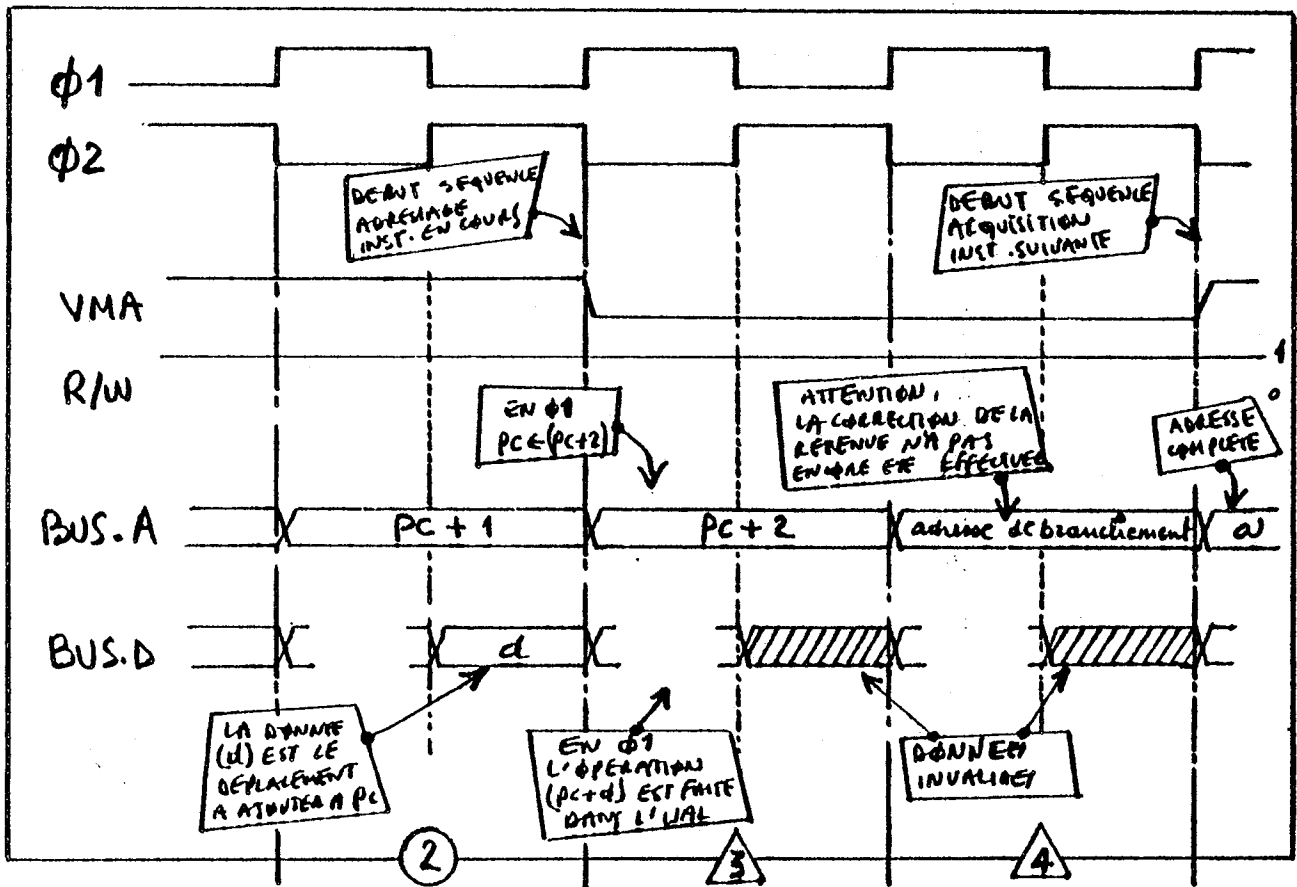 φ1
φ2
DEBUT SEQUENCE
ADRESSAGE
INST. EN COURS
DEBUT SEQUENCE
ACQUISITION
INST. SUIVANTE
VMA
1
R/W
0
EN φ1
PC ← (PC+2)
ATTENTION,
LA CORRECTION DE LA
RETENUE N'A PAS
ENCORE ETE EFFECTUEE
ADRESSE
COMPLETE
BUS.A
PC + 1
PC + 2
adresse de branchement
BUS.D
d
LA DONNEE
(d) EST LE
DEPLACEMENT
A AJOUTER A PC
EN φ1
L'OPERATION
(PC+d) EST FAITE
DANS L'UAL
DONNEES
INVALIDES
2
3
4